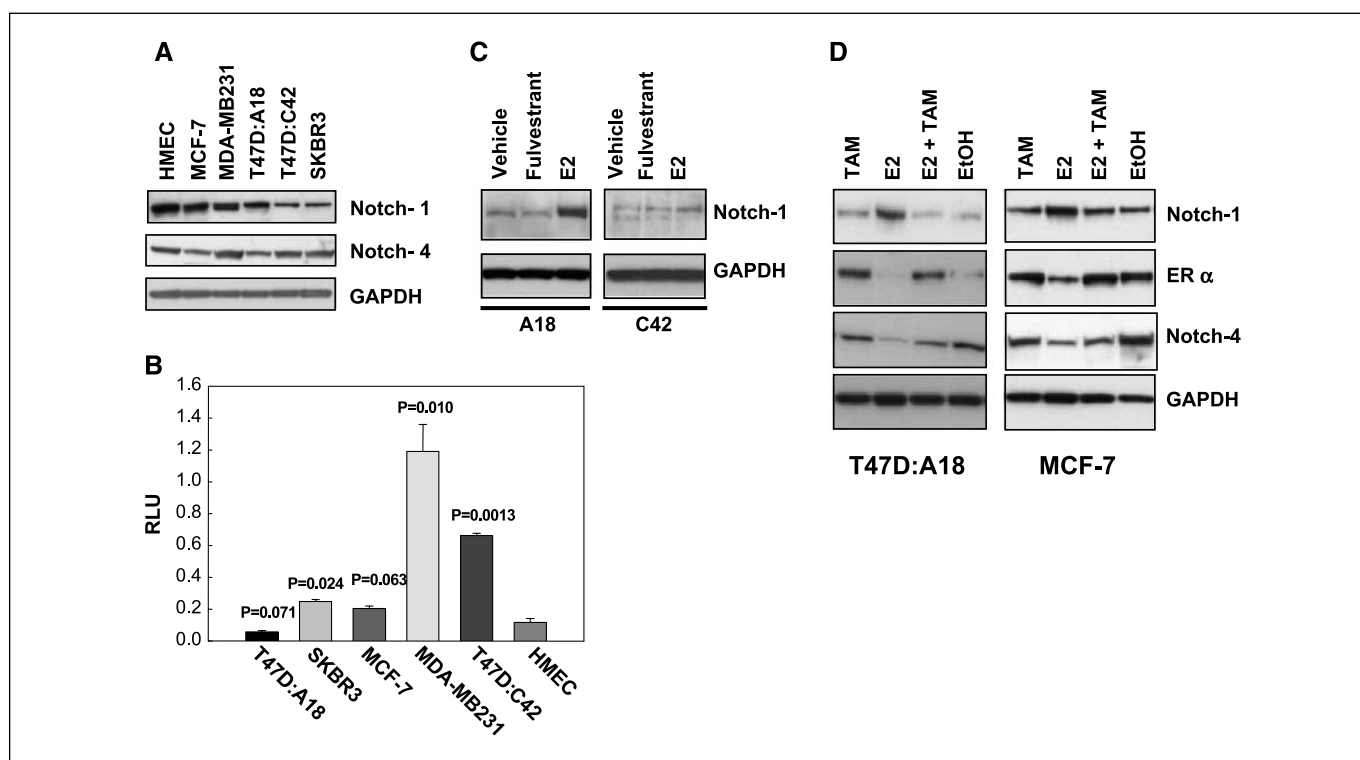 A
HMEC
MCF-7
MDA-MB231
T47D:A18
T47D:C42
SKBR3
Notch- 1
Notch- 4
GAPDH
B
RLU
1.6
1.4
1.2
1.0
0.8
0.6
0.4
0.2
0.0
P=0.071
P=0.024
P=0.063
P=0.010
P=0.0013
T47D:A18
SKBR3
MCF-7
MDA-MB231
T47D:C42
HMEC
C
Vehicle
Fulvestrant
E2
Vehicle
Fulvestrant
E2
Notch-1
GAPDH
A18
C42
D
TAM
E2
E2 + TAM
EtOH
TAM
E2
E2 + TAM
EtOH
Notch-1
ER α
Notch-4
GAPDH
T47D:A18
MCF-7